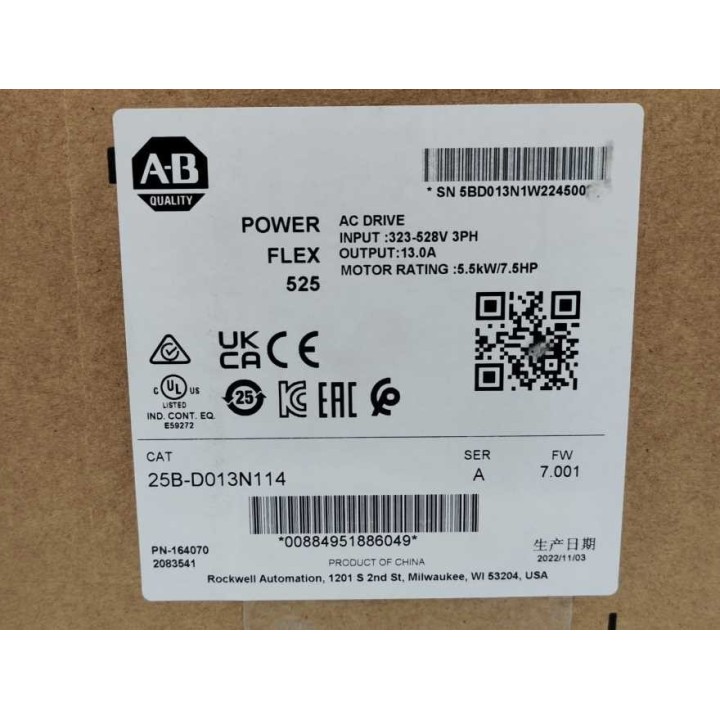 A-B
QUALITY
* SN 5BD013N1W224500
POWER
FLEX
525
AC DRIVE
INPUT :323-528V 3PH
OUTPUT:13.0A
MOTOR RATING :5.5kW/7.5HP
UK
CA
CE
C UL US
LISTED
IND. CONT. EQ.
E59272
25
EAC
CAT
25B-D013N114
SER
A
FW
7.001
*00884951886049*
PN-164070
2083541
生产日期
2022/11/03
PRODUCT OF CHINA
Rockwell Automation, 1201 S 2nd St, Milwaukee, WI 53204, USA